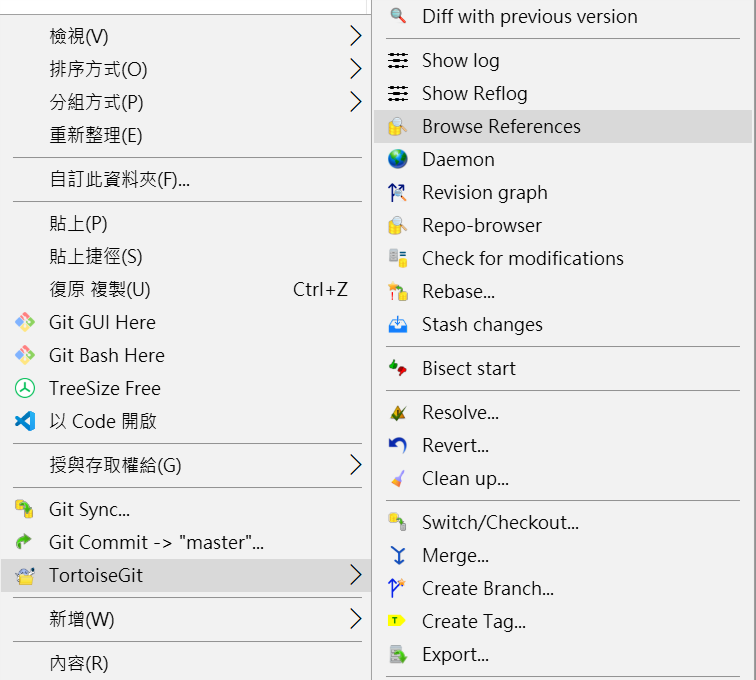 檢視(V)
排序方式(O)
分組方式(P)
重新整理(E)
自訂此資料夾(F)...
貼上(P)
貼上捷徑(S)
復原 複製(U) Ctrl+Z
Git GUI Here
Git Bash Here
TreeSize Free
以 Code 開啟
授與存取權給(G)
Git Sync...
Git Commit -> "master"...
TortoiseGit
新增(W)
內容(R)
Diff with previous version
Show log
Show Reflog
Browse References
Daemon
Revision graph
Repo-browser
Check for modifications
Rebase...
Stash changes
Bisect start
Resolve...
Revert...
Clean up...
Switch/Checkout...
Merge...
Create Branch...
Create Tag...
Export...